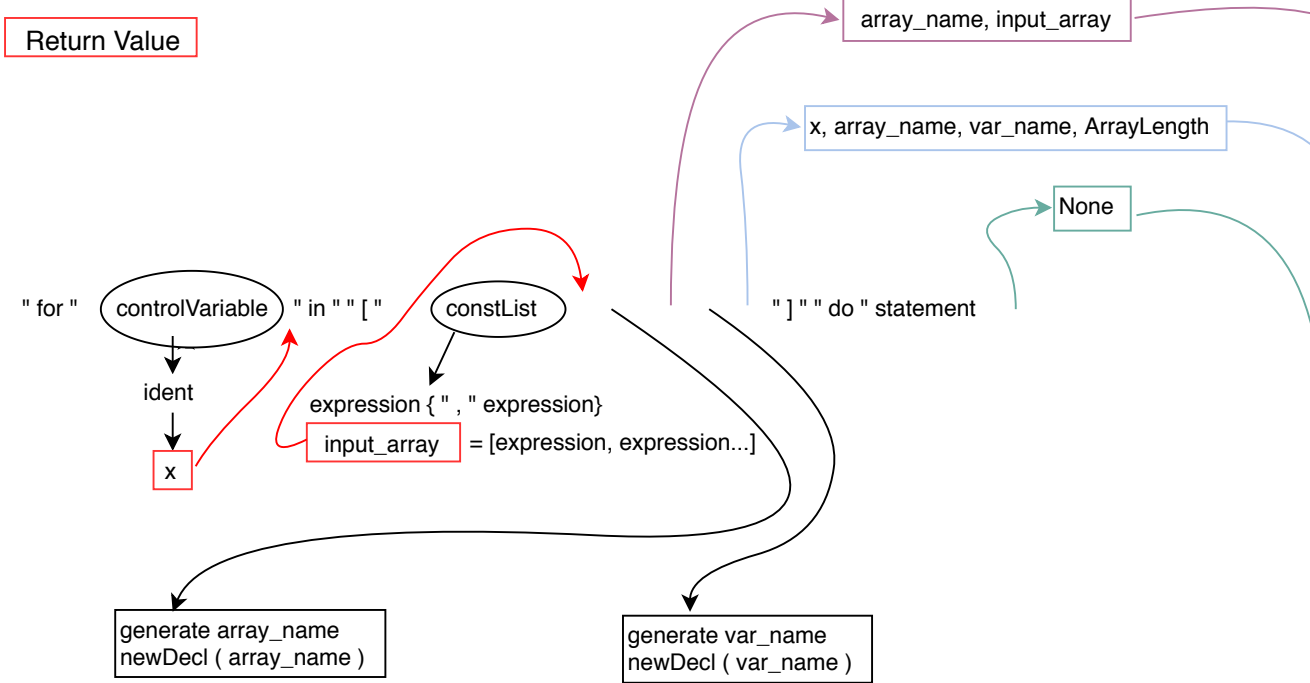 array_name, input_array
Return Value
x, array_name, var_name, ArrayLength
None
" for " controlVariable " in " " [ " constList " ] " " do " statement
ident
expression { " , " expression}
input_array = [expression, expression...]
x
generate array_name
newDecl ( array_name )
generate var_name
newDecl ( var_name )